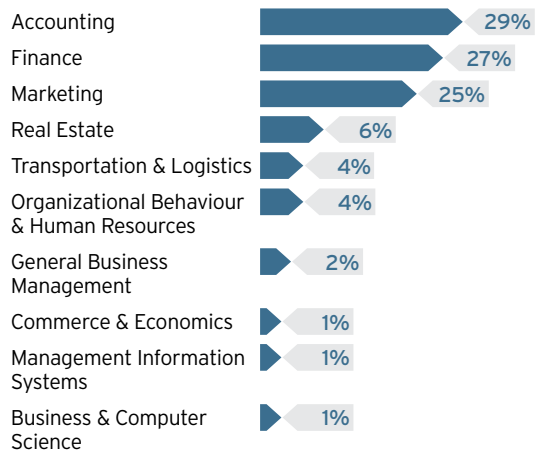 Accounting 29%
Finance 27%
Marketing 25%
Real Estate 6%
Transportation & Logistics 4%
Organizational Behaviour 4%
& Human Resources
General Business 2%
Management
Commerce & Economics 1%
Management Information 1%
Systems
Business & Computer 1%
Science